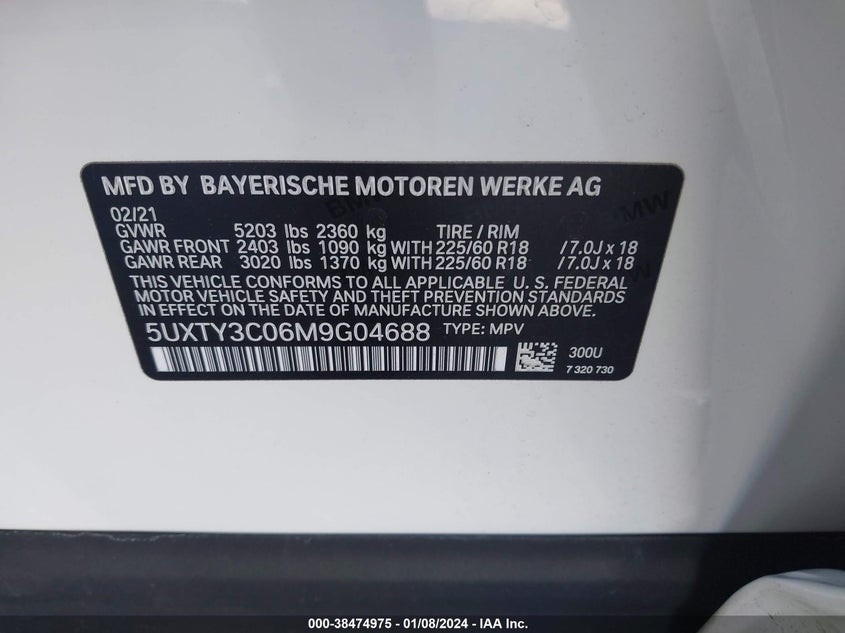 MFD BY BAYERISCHE MOTOREN WERKE AG
02/21
GVWR 5203 lbs 2360 kg TIRE / RIM
GAWR FRONT 2403 lbs 1090 kg WITH 225/60 R18 /7.0J x 18
GAWR REAR 3020 lbs 1370 kg WITH 225/60 R18 /7.0J x 18
THIS VEHICLE CONFORMS TO ALL APPLICABLE U. S. FEDERAL
MOTOR VEHICLE SAFETY AND THEFT PREVENTION STANDARDS
IN EFFECT ON THE DATE OF MANUFACTURE SHOWN ABOVE.
5UXTY3C06M9G04688 TYPE: MPV
300U
7 320 730
000-38474975 | 01/08/2024 | IAA Inc.